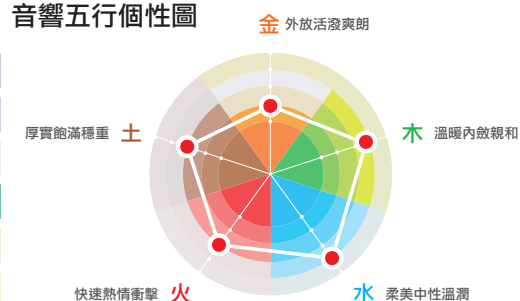 音響五行個性圖
金 外放活潑爽朗
厚實飽滿穩重 土
木 溫暖內斂親和
快速熱情衝擊 火
水 柔美中性溫潤